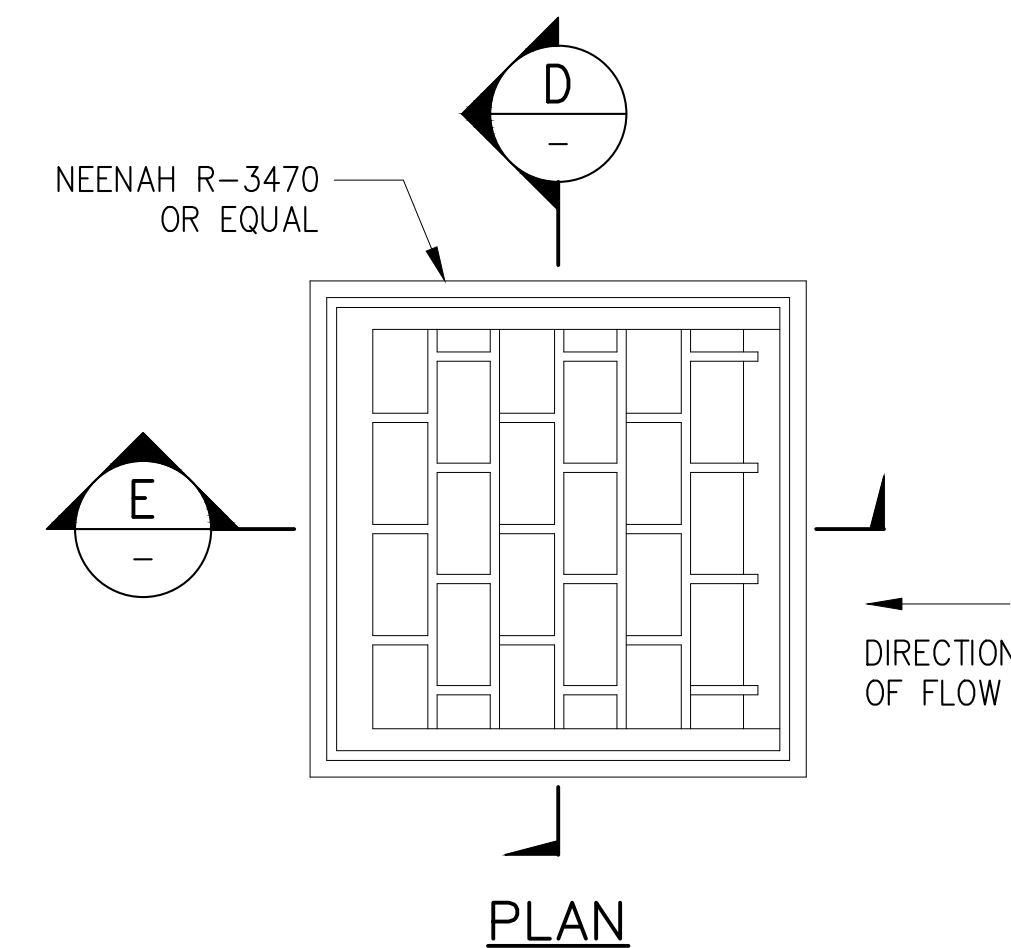 D
-
NEENAH R-3470
OR EQUAL
E
-
DIRECTION
OF FLOW
PLAN